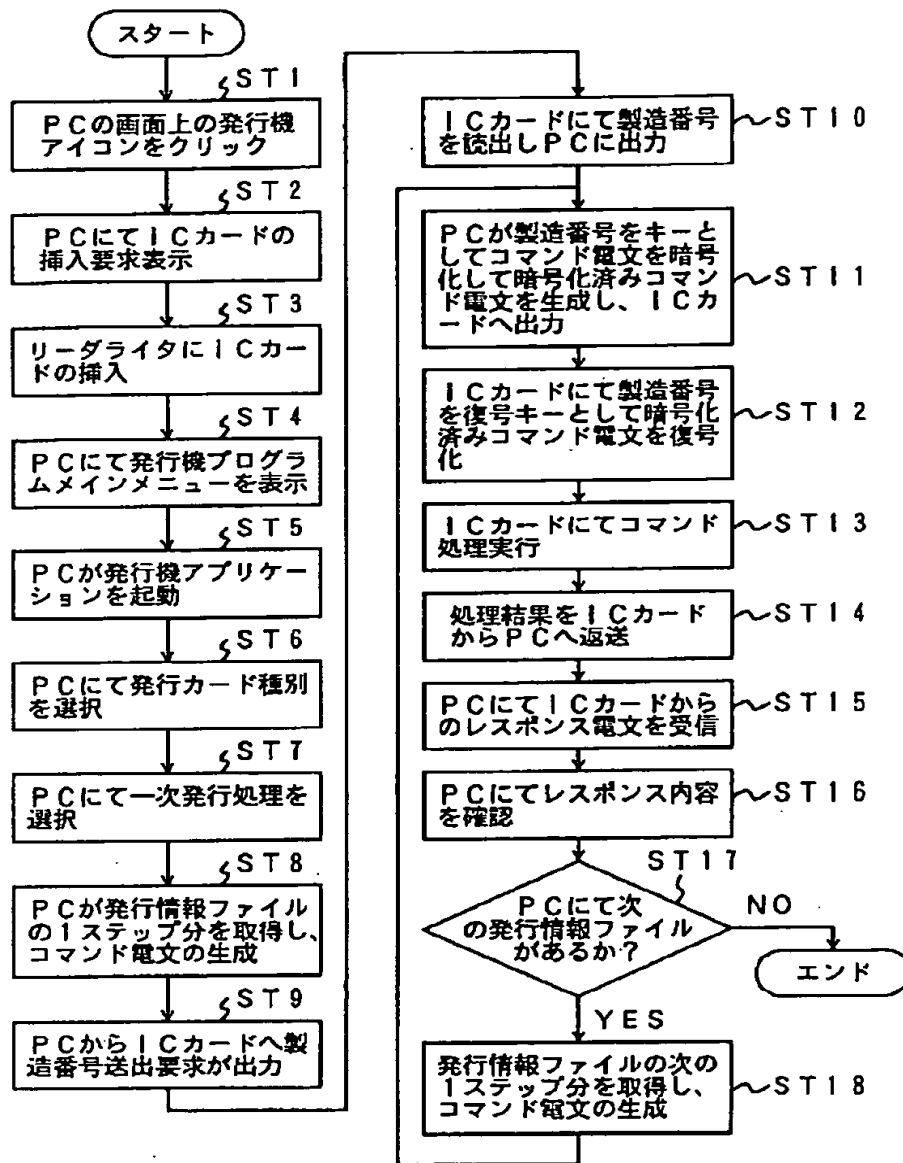 スタート
ST1
PCの画面上の発行機
アイコンをクリック
ST2
PCにてICカードの
挿入要求表示
ST3
リーダライタにICカー
ドの挿入
ST4
PCにて発行機プログラ
ムメインメニューを表示
ST5
PCが発行機アプリケー
ションを起動
ST6
PCにて発行カード種別
を選択
ST7
PCにて一次発行処理を
選択
ST8
PCが発行情報ファイル
の1ステップ分を取得し、
コマンド電文の生成
ST9
PCからICカードへ製
造番号送出要求が出力
ICカードにて製造番号
を読出しPCに出力
ST10
PCが製造番号をキーと
してコマンド電文を暗号
化して暗号化済みコマン
ド電文を生成し、ICカ
ードへ出力
ST11
ICカードにて製造番号
を復号キーとして暗号化
済みコマンド電文を復号
化
ST12
ICカードにてコマンド
処理実行
ST13
処理結果をICカード
からPCへ返送
ST14
PCにてICカードから
のレスポンス電文を受信
ST15
PCにてレスポンス内容
を確認
ST16
ST17
PCにて次
の発行情報ファイル
があるか?
NO
エンド
YES
発行情報ファイルの次の
1ステップ分を取得し、
コマンド電文の生成
ST18